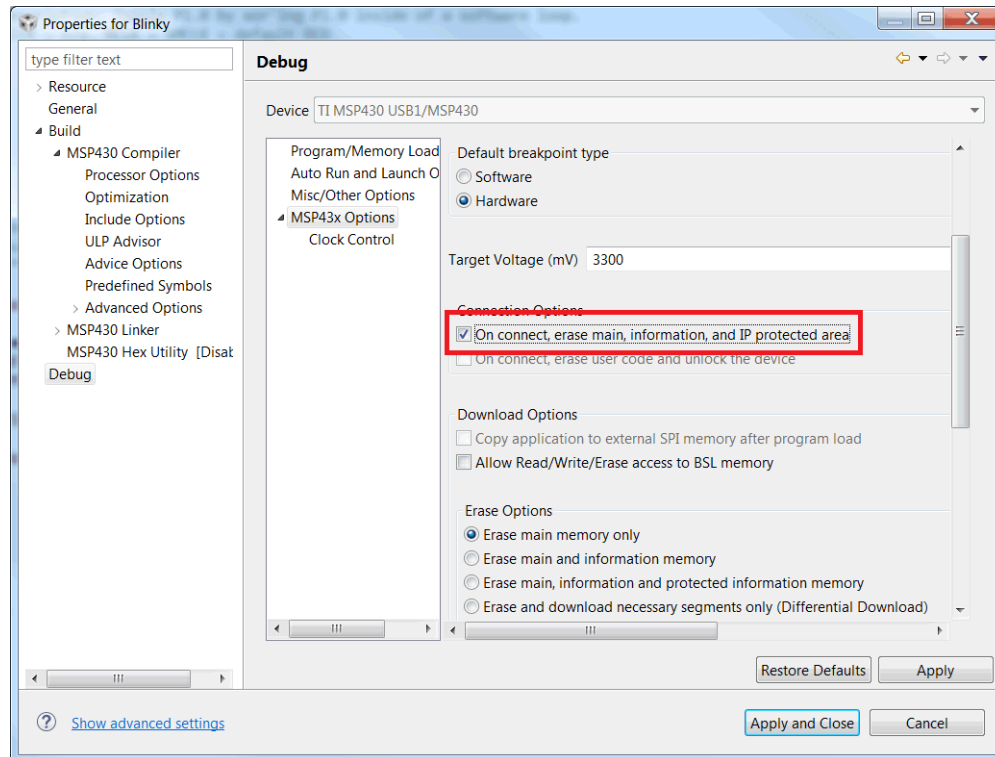 Properties for Blinky
type filter text
Resource
General
Build
MSP430 Compiler
Processor Options
Optimization
Include Options
ULP Advisor
Advice Options
Predefined Symbols
Advanced Options
MSP430 Linker
MSP430 Hex Utility [Disab
Debug
Debug
Device TI MSP430 USB1/MSP430
Program/Memory Load
Auto Run and Launch O
Misc/Other Options
MSP43x Options
Clock Control
Default breakpoint type
Software
Hardware
Target Voltage (mV) 3300
Connection Options
On connect, erase main, information, and IP protected area
On connect, erase user code and unlock the device
Download Options
Copy application to external SPI memory after program load
Allow Read/Write/Erase access to BSL memory
Erase Options
Erase main memory only
Erase main and information memory
Erase main, information and protected information memory
Erase and download necessary segments only (Differential Download)
Restore Defaults Apply
Show advanced settings
Apply and Close Cancel